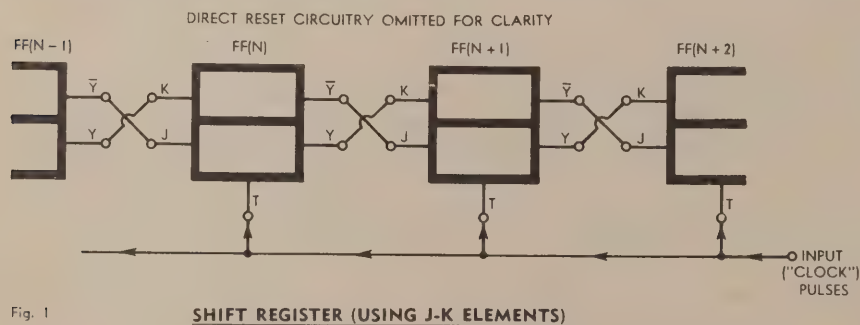 DIRECT RESET CIRCUITRY OMITTED FOR CLARITY
FF(N − 1) FF(N) FF(N + 1) FF(N + 2)
Y̅ K Y̅ K Y̅ K
Y J Y J Y J
T T T
INPUT
("CLOCK")
PULSES
Fig. 1 SHIFT REGISTER (USING J-K ELEMENTS)